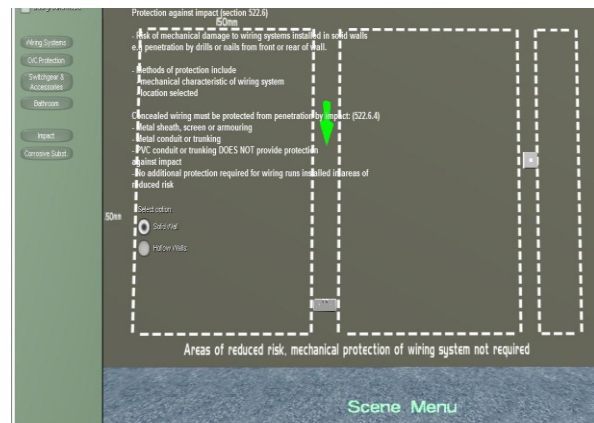 Wiring Systems
O/C Protection
Switchgear &
Accessories
Bathroom
Impact
Corrosive Subst.
Protection against impact (section 522.6)
150mm
- Risk of mechanical damage to wiring systems installed in solid walls
e.g penetration by drills or nails from front or rear of wall.
- Methods of protection include
mechanical characteristic of wiring system
location selected
Concealed wiring must be protected from penetration by impact: (522.6.4)
- Metal sheath, screen or armouring
- Metal conduit or trunking
- PVC conduit or trunking DOES NOT provide protection
against impact
- No additional protection required for wiring runs installed in areas of
reduced risk
50mm
Select option
Solid Wall
Hollow Walls
Areas of reduced risk, mechanical protection of wiring system not required
Scene Menu